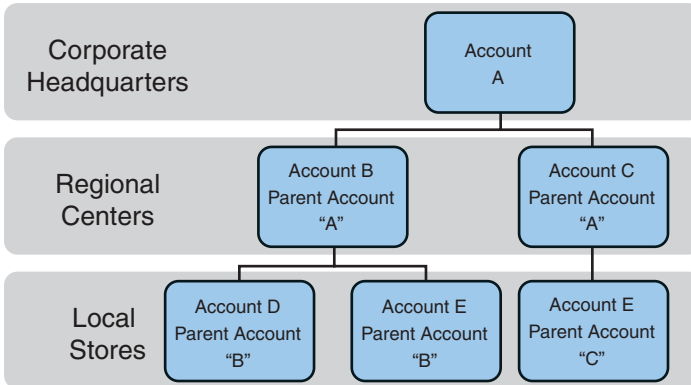 Corporate
Headquarters
Account
A
Regional
Centers
Account B
Parent Account
“A”
Account C
Parent Account
“A”
Local
Stores
Account D
Parent Account
“B”
Account E
Parent Account
“B”
Account E
Parent Account
“C”